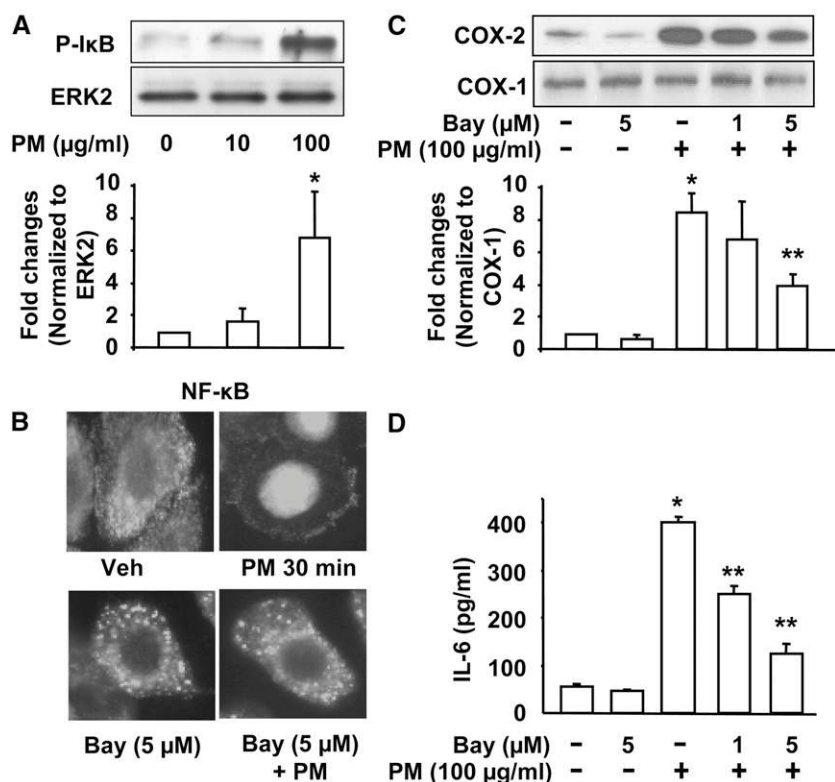 A
P-IκB
ERK2
PM (μg/ml) 0 10 100
Fold changes
(Normalized to
ERK2)
10
8
6
4
2
0
*
C
COX-2
COX-1
Bay (μM) – 5 – 1 5
PM (100 μg/ml) – – + + +
Fold changes
(Normalized to
COX-1)
10
8
6
4
2
0
*
**
B
NF-κB
Veh PM 30 min
Bay (5 μM) Bay (5 μM)
+ PM
D
IL-6 (pg/ml)
400
300
200
100
0
*
**
**
Bay (μM) – 5 – 1 5
PM (100 μg/ml) – – + + +